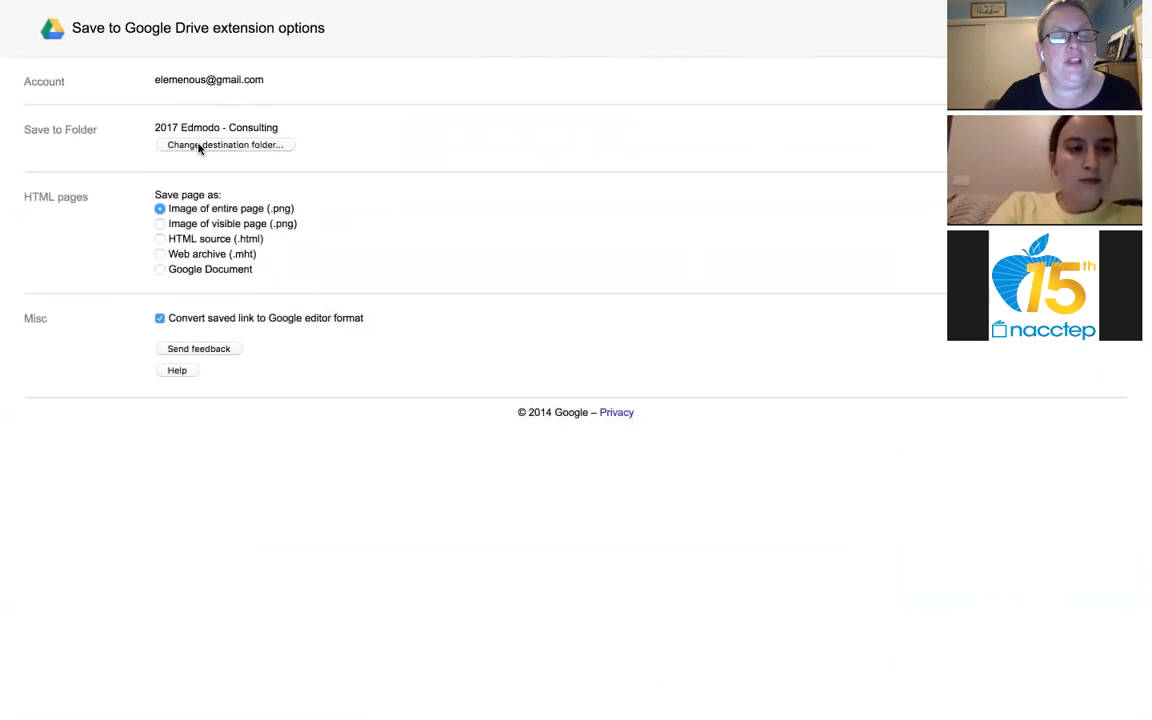 Save to Google Drive extension options
Account
elemenous@gmail.com
Save to Folder
2017 Edmodo - Consulting
Change destination folder...
HTML pages
Save page as:
Image of entire page (.png)
Image of visible page (.png)
HTML source (.html)
Web archive (.mht)
Google Document
Misc
Convert saved link to Google editor format
Send feedback
Help
© 2014 Google – Privacy
15th
nacctep